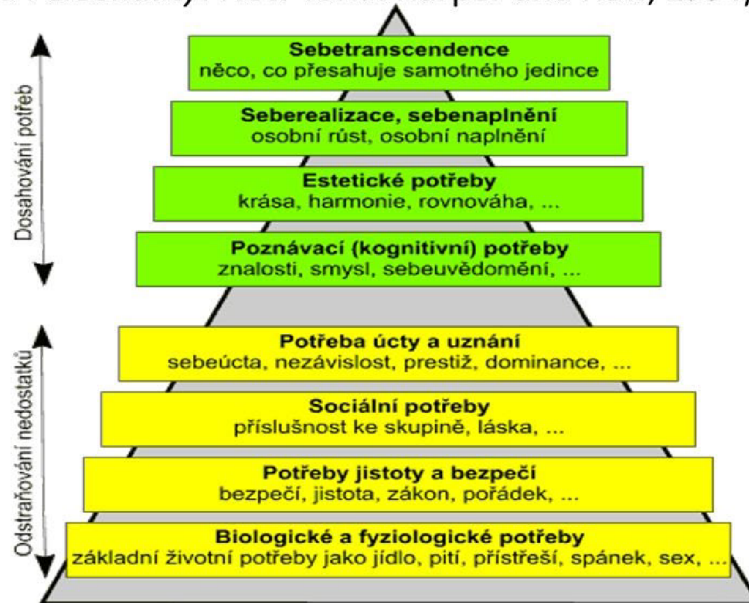 Sebetranscendence
něco, co přesahuje samotného jedince
Seberealizace, sebenaplnění
osobní růst, osobní naplnění
Estetické potřeby
krása, harmonie, rovnováha, ...
Poznávací (kognitivní) potřeby
znalosti, smysl, sebeuvědomění, ...
Dosahování potřeb
Potřeba úcty a uznání
sebeúcta, nezávislost, prestiž, dominance, ...
Sociální potřeby
příslušnost ke skupině, láska, ...
Potřeby jistoty a bezpečí
bezpečí, jistota, zákon, pořádek, ...
Biologické a fyziologické potřeby
základní životní potřeby jako jídlo, pití, přístřeší, spánek, sex, ...
Odstraňování nedostatků